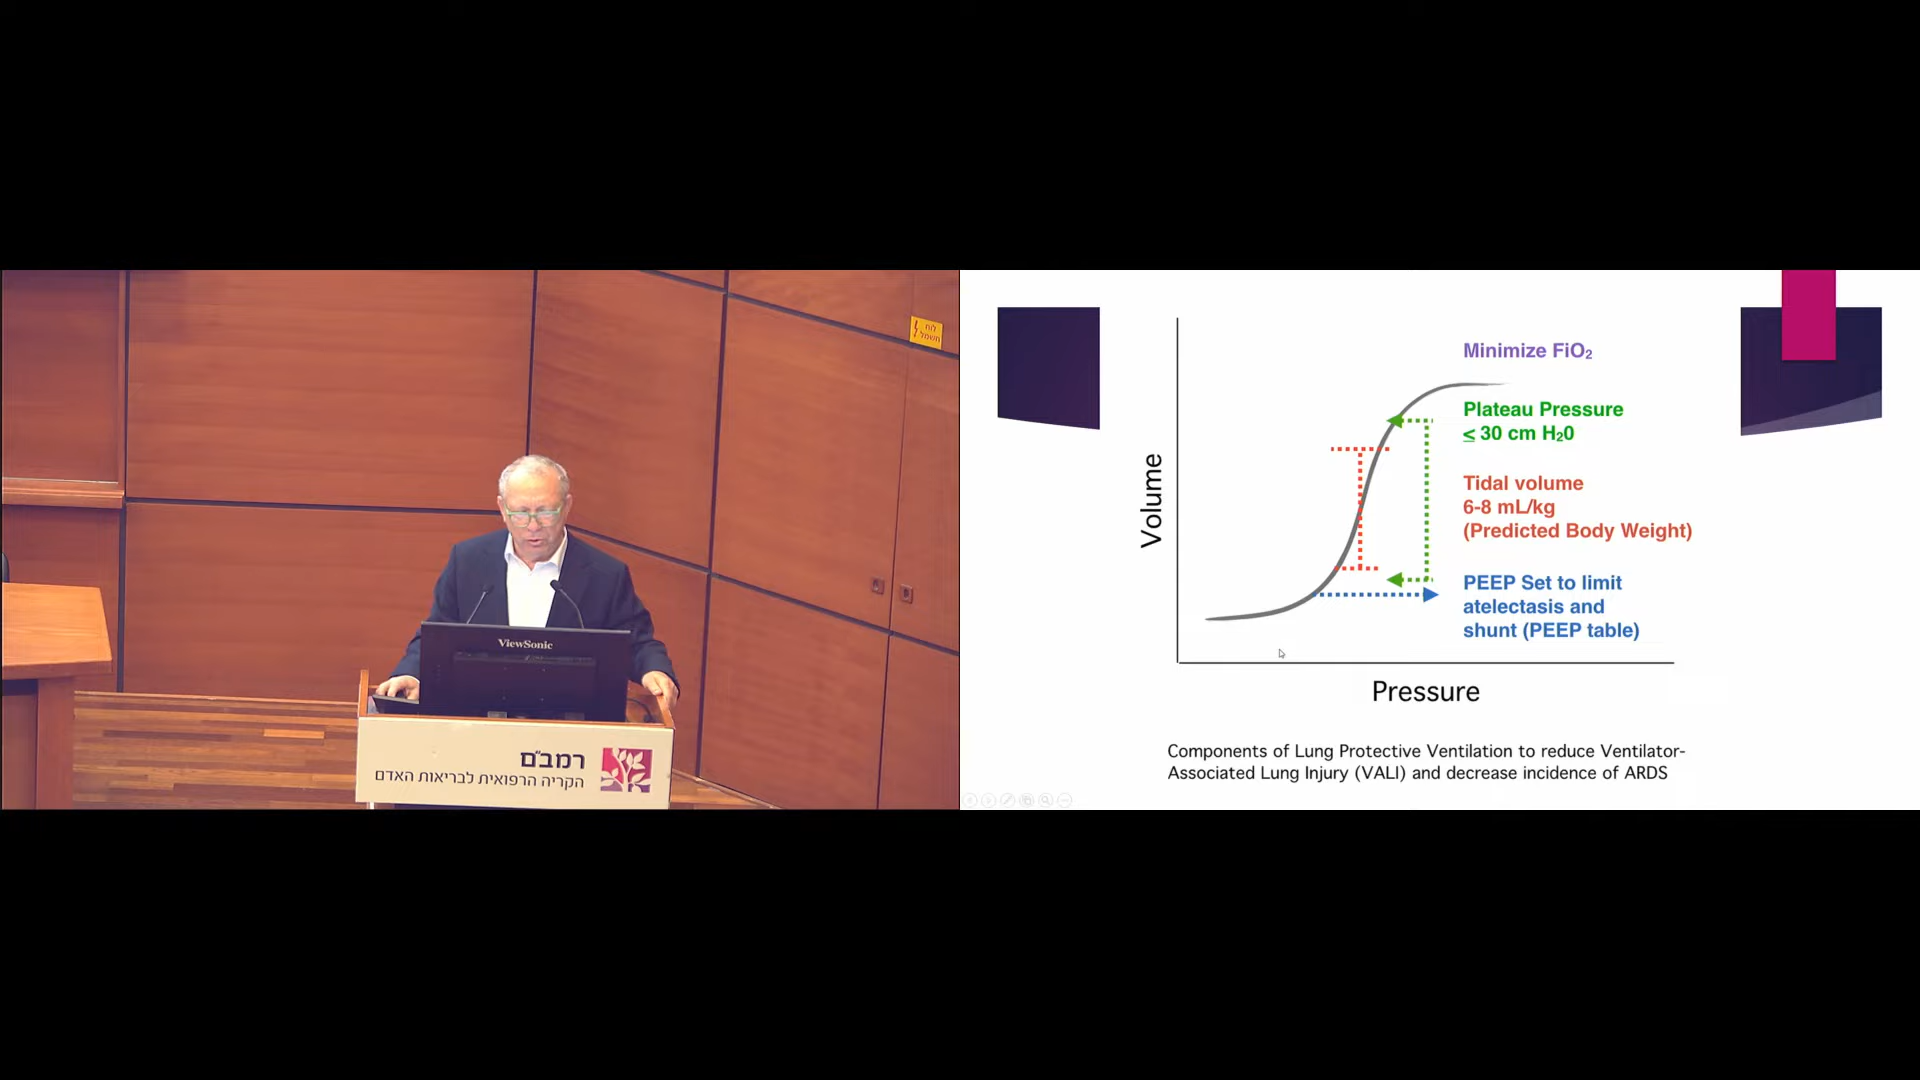 לוח
חשמל
ViewSonic
רמב"ם
הקריה הרפואית לבריאות האדם
Minimize FiO₂
Plateau Pressure
≤ 30 cm H₂0
Tidal volume
6-8 mL/kg
(Predicted Body Weight)
PEEP Set to limit
atelectasis and
shunt (PEEP table)
Volume
Pressure
Components of Lung Protective Ventilation to reduce Ventilator-
Associated Lung Injury (VALI) and decrease incidence of ARDS